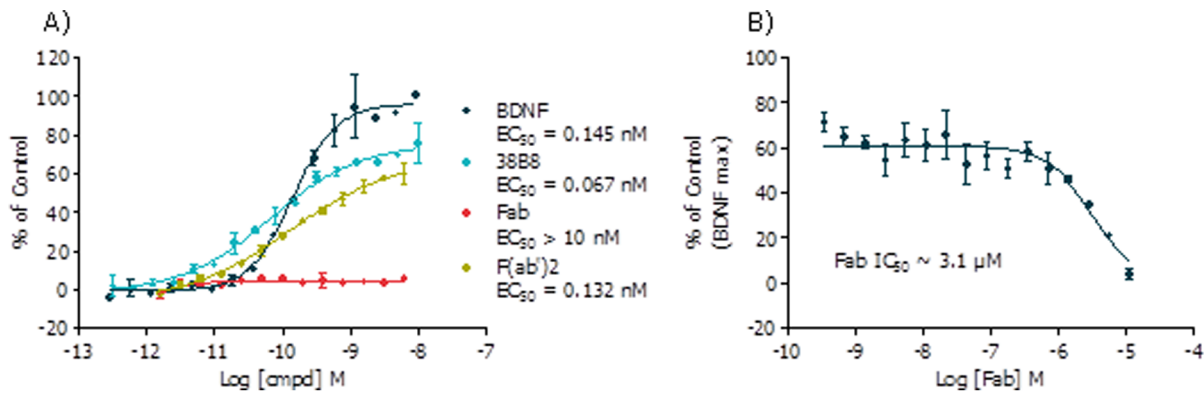 A)
% of Control
120
100
80
60
40
20
0
-20
-13
-12
-11
-10
-9
-8
-7
Log [cmpd] M
BDNF
EC50 = 0.145 nM
38B8
EC50 = 0.067 nM
Fab
EC50 > 10 nM
F(ab')2
EC50 = 0.132 nM
B)
% of Control
(BDNF max)
100
80
60
40
20
0
-20
Fab IC50 ~ 3.1 µM
-10
-9
-8
-7
-6
-5
-4
Log [Fab] M